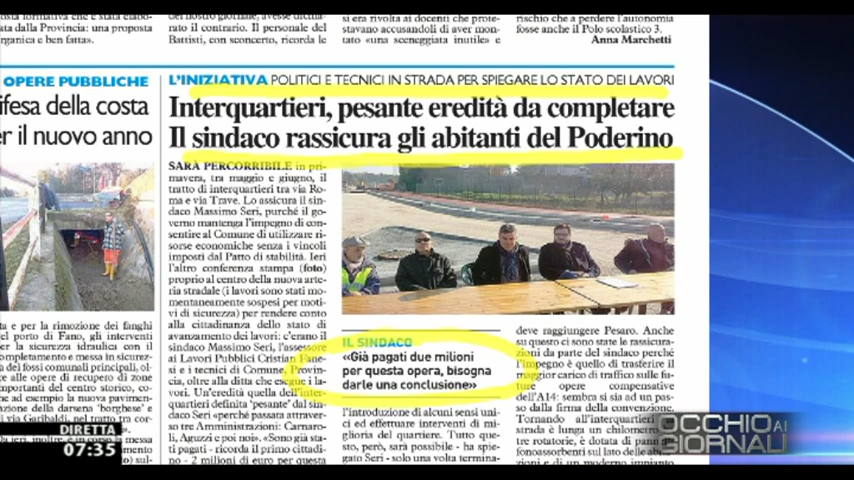 posta formativa che è stata elabo-
rata dalla Provincia: una proposta
organica e ben fatta».
del nostro giornale, avesse dichia-
rato il contrario. Il personale del
Battisti, con sconcerto, ricorda le
si era rivolta ai docenti che prote-
stavano accusandoli di aver mon-
tato «una sceneggiata inutile» e
rischio che a perdere l'autonomia
fosse anche il Polo scolastico 3.
Anna Marchetti
OPERE PUBBLICHE
ifesa della costa
er il nuovo anno
ta e per la rimozione dei fanghi
del porto di Fano, gli interventi
er la sicurezza idraulica con il
completamento e messa in sicurez-
za dei fossi comunali principali, ol-
tre alle opere di recupero di zone
importanti del centro storico, co-
me ad esempio la nuova pavimen-
tazione della darsena 'borghese' e
di via Garibaldi, nel tratto tra cor-
L'INIZIATIVA POLITICI E TECNICI IN STRADA PER SPIEGARE LO STATO DEI LAVORI
Interquartieri, pesante eredità da completare
Il sindaco rassicura gli abitanti del Poderino
SARÀ PERCORRIBILE in pri-
mavera, tra maggio e giugno, il
tratto di interquartieri tra via Ro-
ma e via Trave. Lo assicura il sin-
daco Massimo Seri, purché il go-
verno mantenga l'impegno di con-
sentire al Comune di utilizzare ri-
sorse economiche senza i vincoli
imposti dal Patto di stabilità. Ieri
l'altro conferenza stampa (foto)
proprio al centro della nuova arte-
ria stradale (i lavori sono stati mo-
mentaneamente sospesi per moti-
vi di sicurezza) per rendere conto
alla cittadinanza dello stato di
avanzamento dei lavori: c'erano il
sindaco Massimo Seri, l'assessore
ai Lavori Pubblici Cristian Fane-
si e i tecnici di Comune, Provin-
cia, oltre alla ditta che esegue i la-
vori. Un'eredità quella dell'inter-
quartieri definita 'pesante' dal sin-
daco Seri «perché passata attraver-
so tre Amministrazioni: Carnaro-
li, Aguzzi e poi noi». «Sono già sta-
ti pagati - ricorda il primo cittadi-
no - 2 milioni di euro per questa
IL SINDACO
«Già pagati due milioni
per questa opera, bisogna
darle una conclusione»
l'introduzione di alcuni sensi uni-
ci ed effettuare interventi di mi-
glioria del quartiere. Tutto que-
sto, però, sarà possibile - ha spie-
gato Seri - solo una volta termina-
deve raggiungere Pesaro. Anche
su questo ci sono state le rassicura-
zioni da parte del sindaco perché
l'impegno è quello di trasferire il
maggior carico di traffico sulle fu-
ture opere compensative
dell'A14: sembra si sia ad un pas-
so dalla firma della convenzione.
Tornando all'interquartieri
strada è lunga un chilometro
tre rotatorie, è dotata di pann
fonoassorbenti sul lato delle abi
zioni e di un moderno impianto
DIRETTA
07:35
OCCHIO AI
GIORNALI